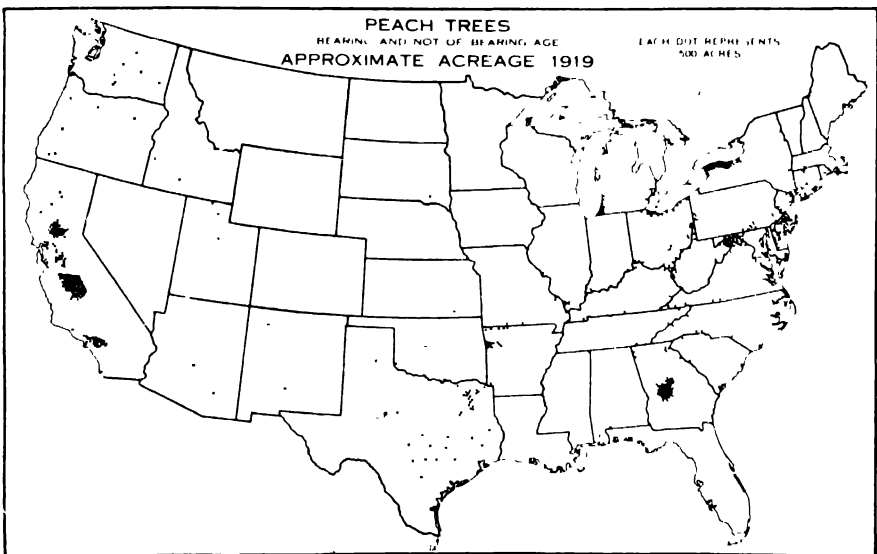 PEACH TREES
BEARING AND NOT OF BEARING AGE
APPROXIMATE ACREAGE 1919
EACH DOT REPRESENTS
500 ACRES